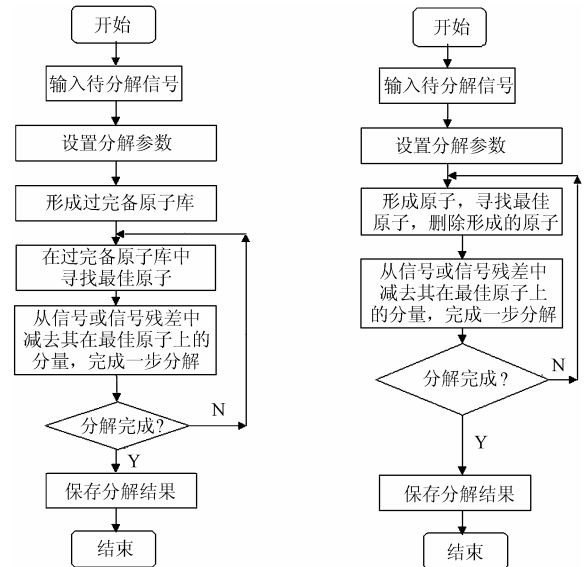 开始
输入待分解信号
设置分解参数
形成过完备原子库
在过完备原子库中
寻找最佳原子
从信号或信号残差中
减去其在最佳原子上的
分量，完成一步分解
分解完成?
N
Y
保存分解结果
结束
开始
输入待分解信号
设置分解参数
形成原子，寻找最佳
原子，删除形成的原子
从信号或信号残差中
减去其在最佳原子上
的分量，完成一步分解
分解完成?
N
Y
保存分解结果
结束